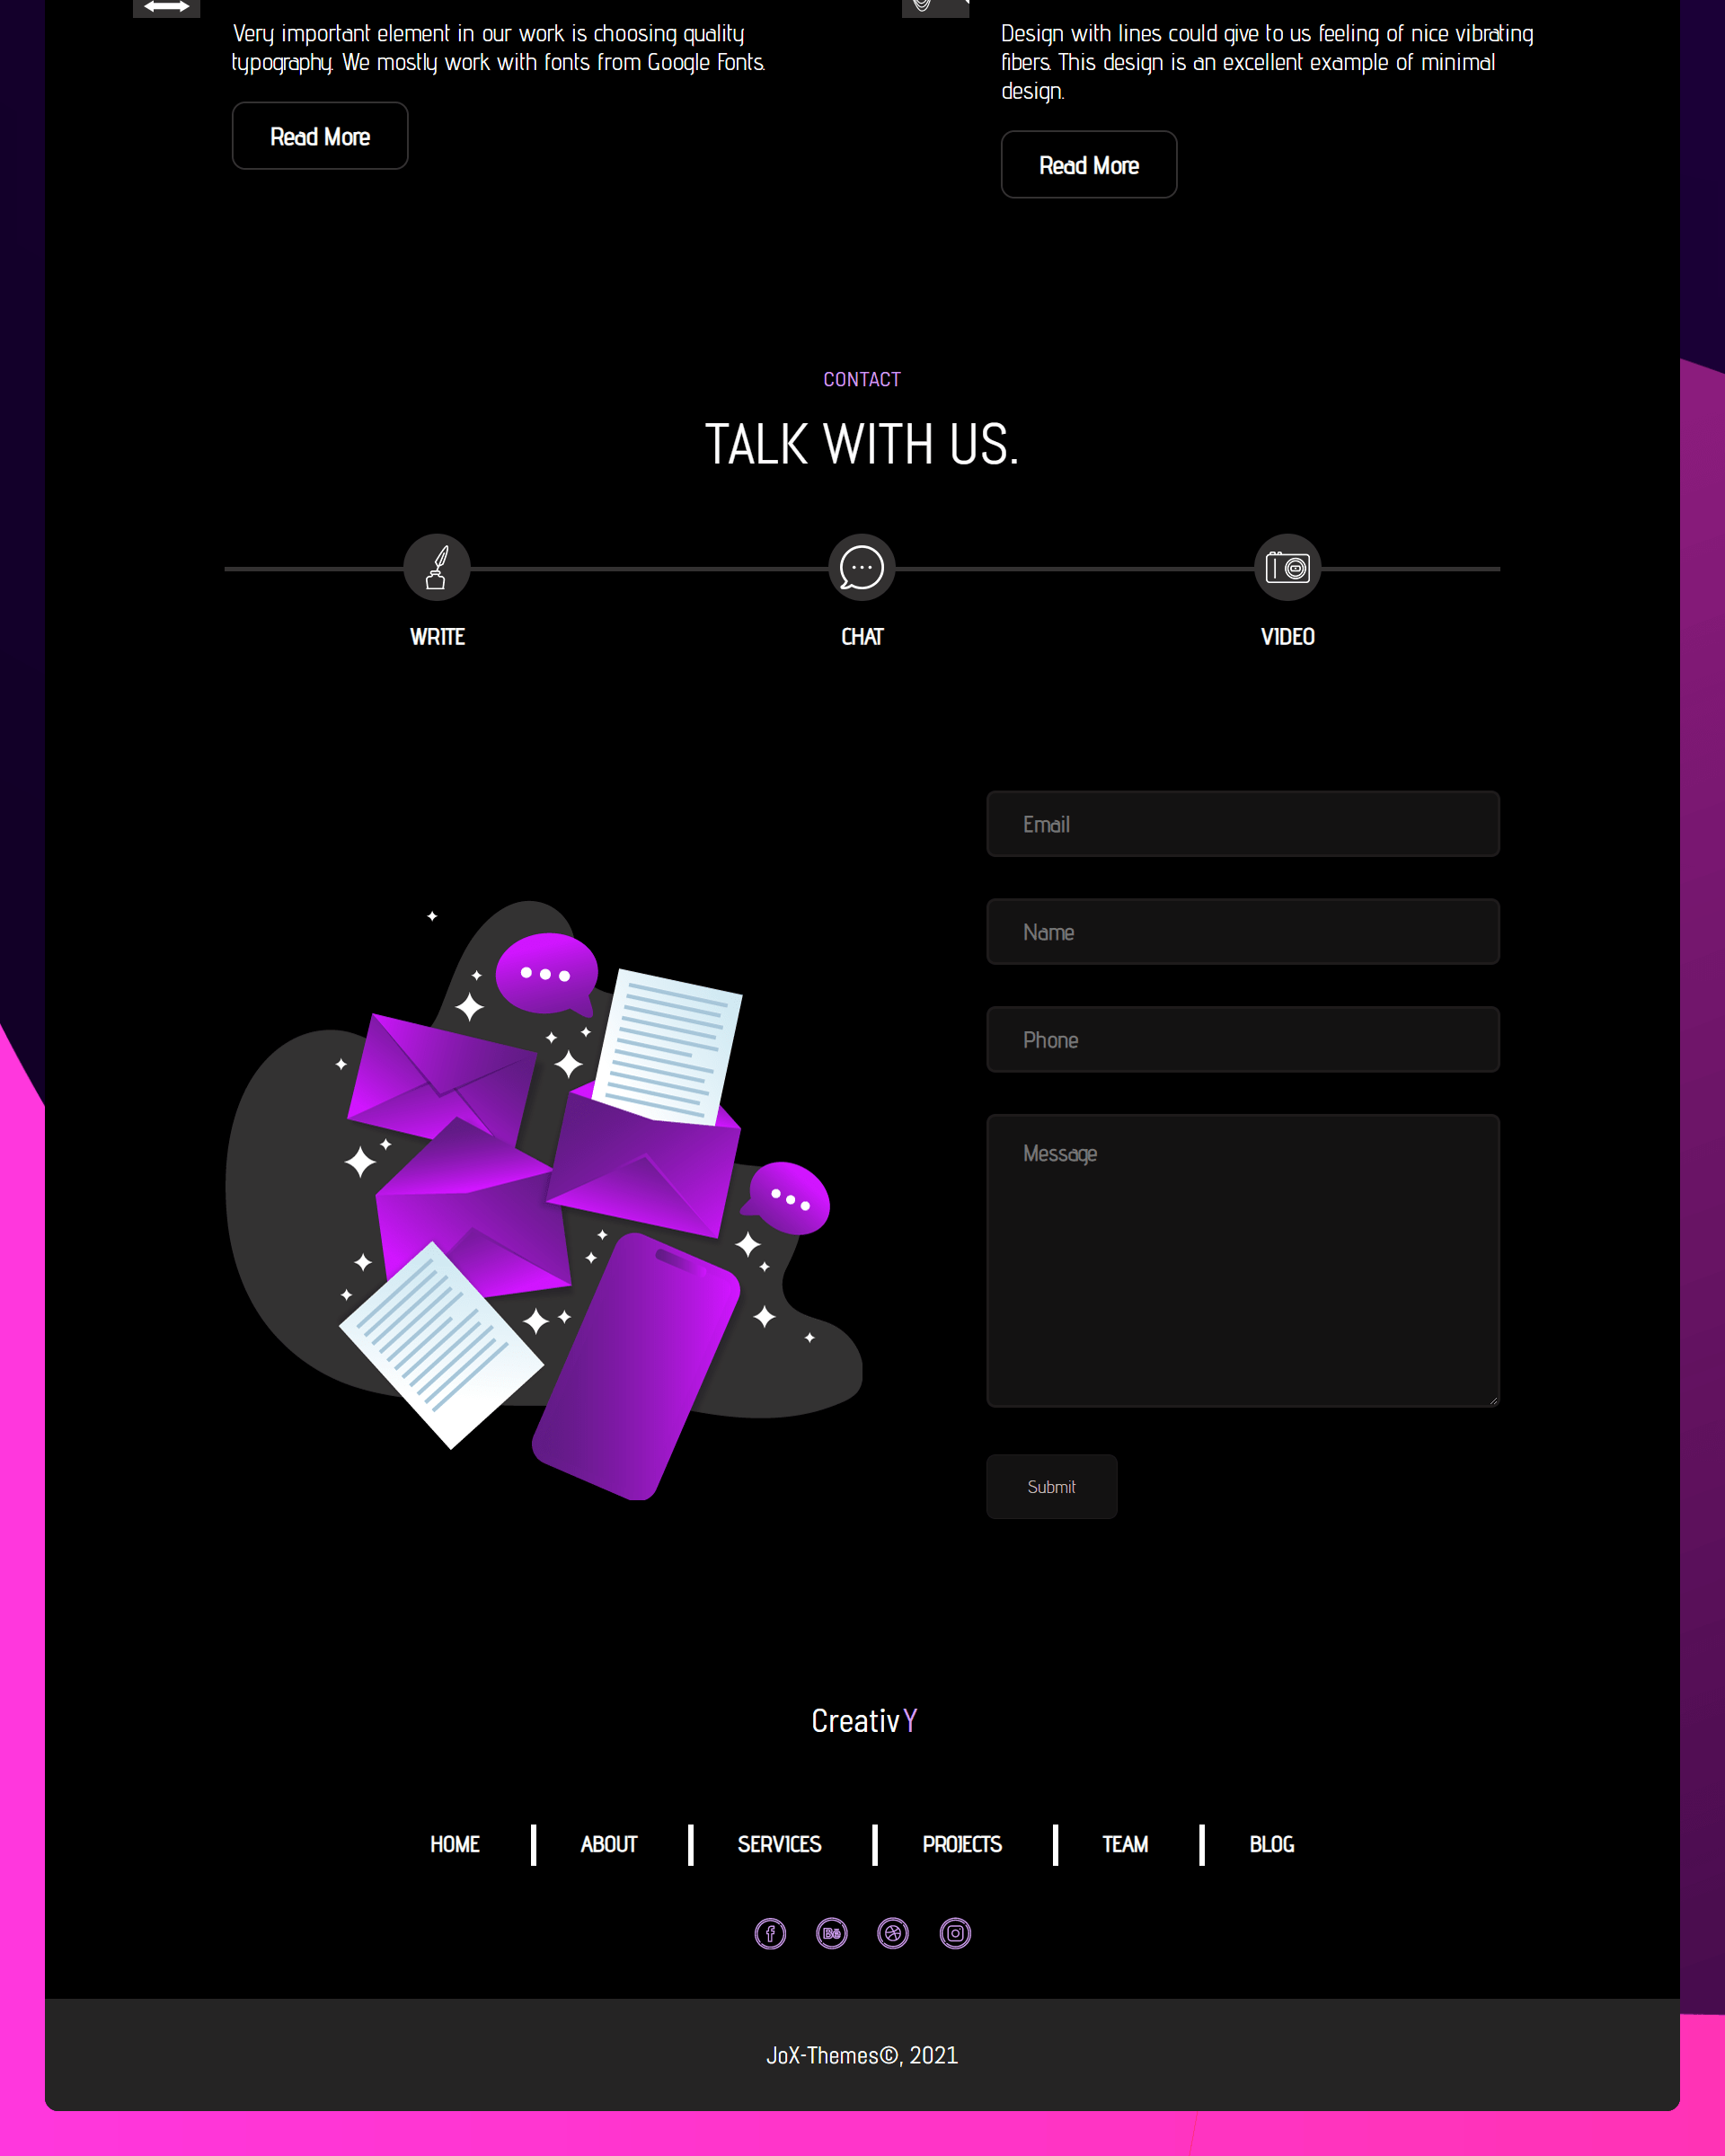 Very important element in our work is choosing quality
typography. We mostly work with fonts from Google Fonts.
Read More
Design with lines could give to us feeling of nice vibrating
fibers. This design is an excellent example of minimal
design.
Read More
CONTACT
TALK WITH US.
WRITE
CHAT
VIDEO
Email
Name
Phone
Message
Submit
CreativY
HOME
ABOUT
SERVICES
PROJECTS
TEAM
BLOG
Bē
JoX-Themes©, 2021